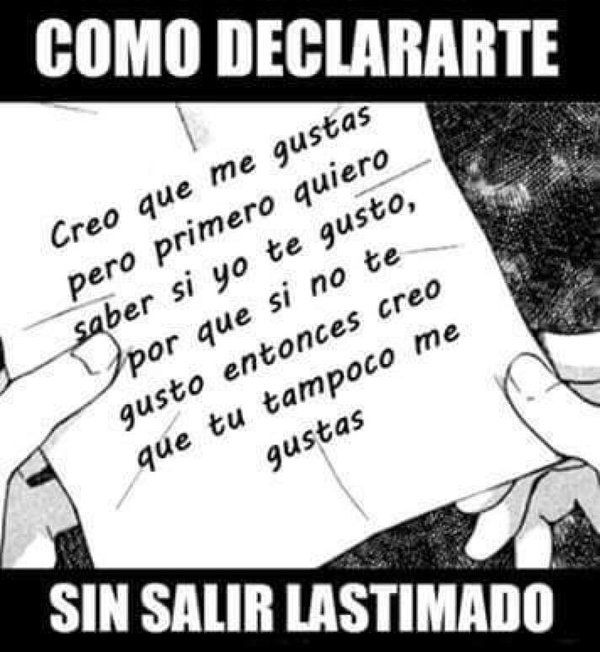 COMO DECLARARTE
Creo que me gustas
pero primero quiero
saber si yo te gusto,
por que si no te
gusto entonces creo
que tu tampoco me
gustas
SIN SALIR LASTIMADO